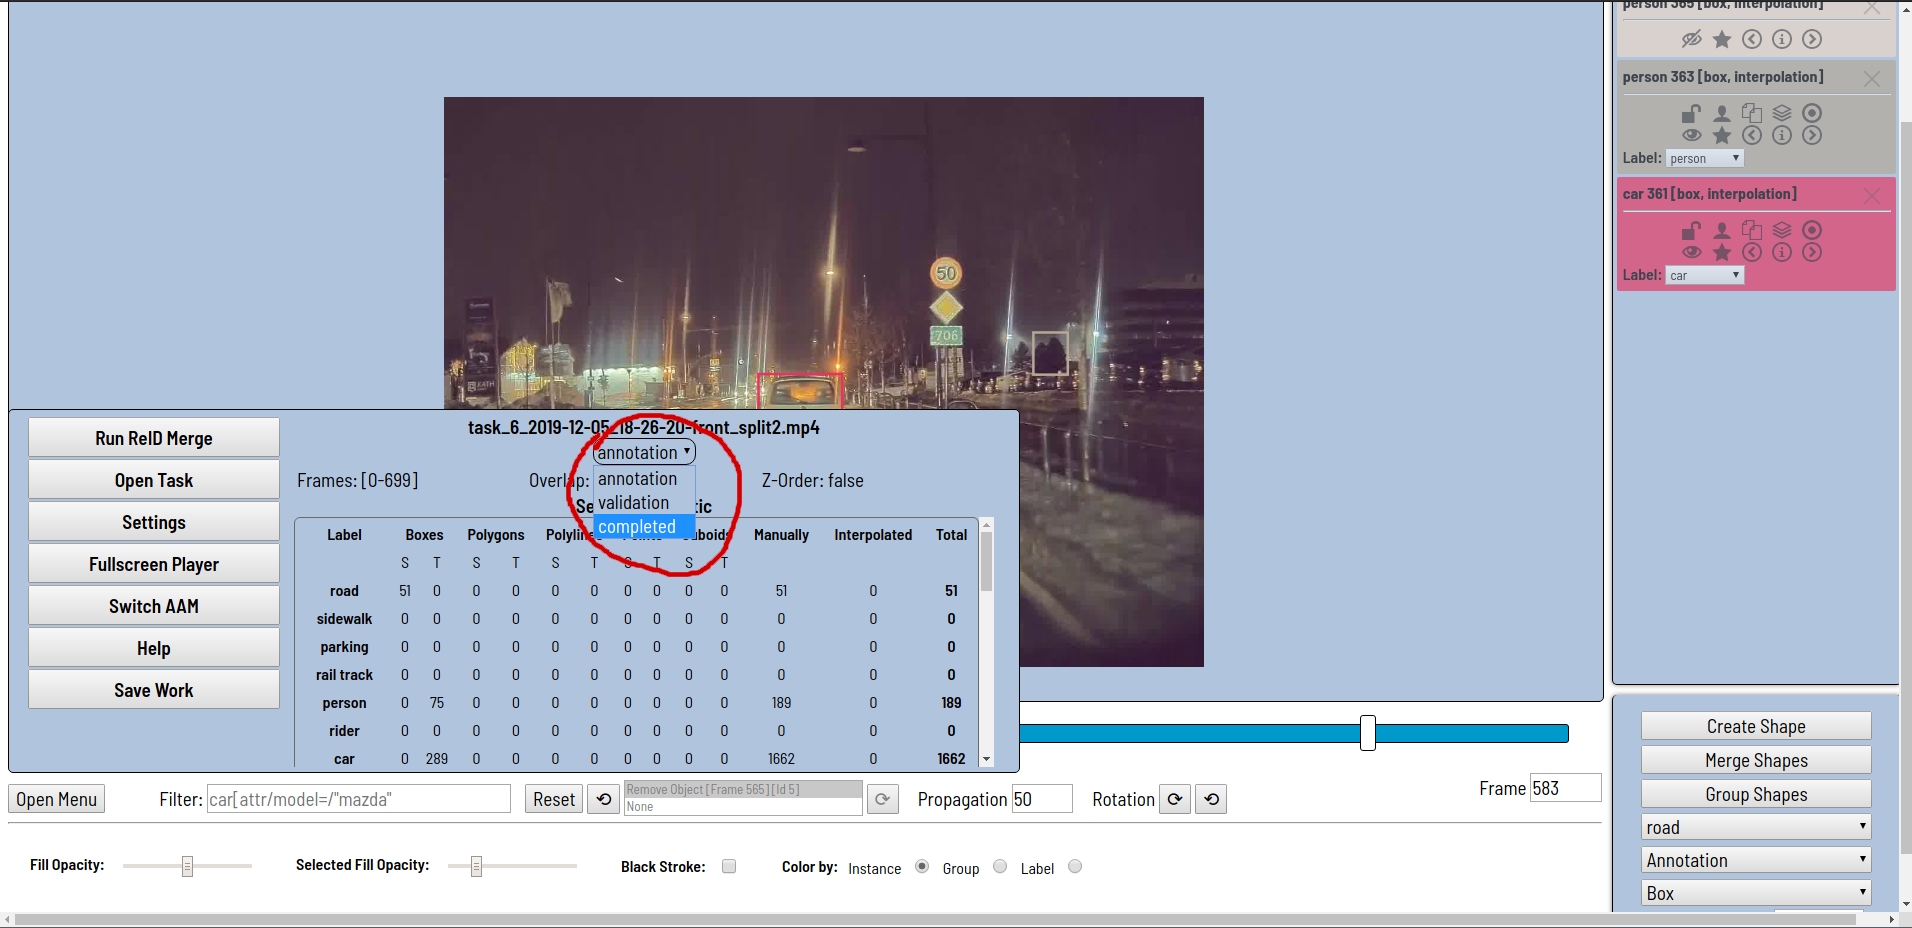 person 365 [box, interpolation]
person 363 [box, interpolation]
Label: person
car 361 [box, interpolation]
Label: car
50
706
KATH
task_6_2019-12-05_18-26-20-front_split2.mp4
annotation
annotation
validation
completed
Run ReID Merge
Open Task
Settings
Fullscreen Player
Switch AAM
Help
Save Work
Frames: [0-699] Overlap: Z-Order: false
Label Boxes Polygons Manually Interpolated Total
S T S T S T S T S T
road 51 0 0 0 0 0 0 0 0 0 51 0 51
sidewalk 0 0 0 0 0 0 0 0 0 0 0 0 0
parking 0 0 0 0 0 0 0 0 0 0 0 0 0
rail track 0 0 0 0 0 0 0 0 0 0 0 0 0
person 0 75 0 0 0 0 0 0 0 0 189 0 189
rider 0 0 0 0 0 0 0 0 0 0 0 0 0
car 0 289 0 0 0 0 0 0 0 0 1662 0 1662
Open Menu Filter: car[attr/model=/"mazda" Reset
Remove Object [Frame 565] [Id 5]
None
Propagation 50 Rotation
Frame 583
Fill Opacity: Selected Fill Opacity: Black Stroke: Color by: Instance Group Label
Create Shape
Merge Shapes
Group Shapes
road
Annotation
Box